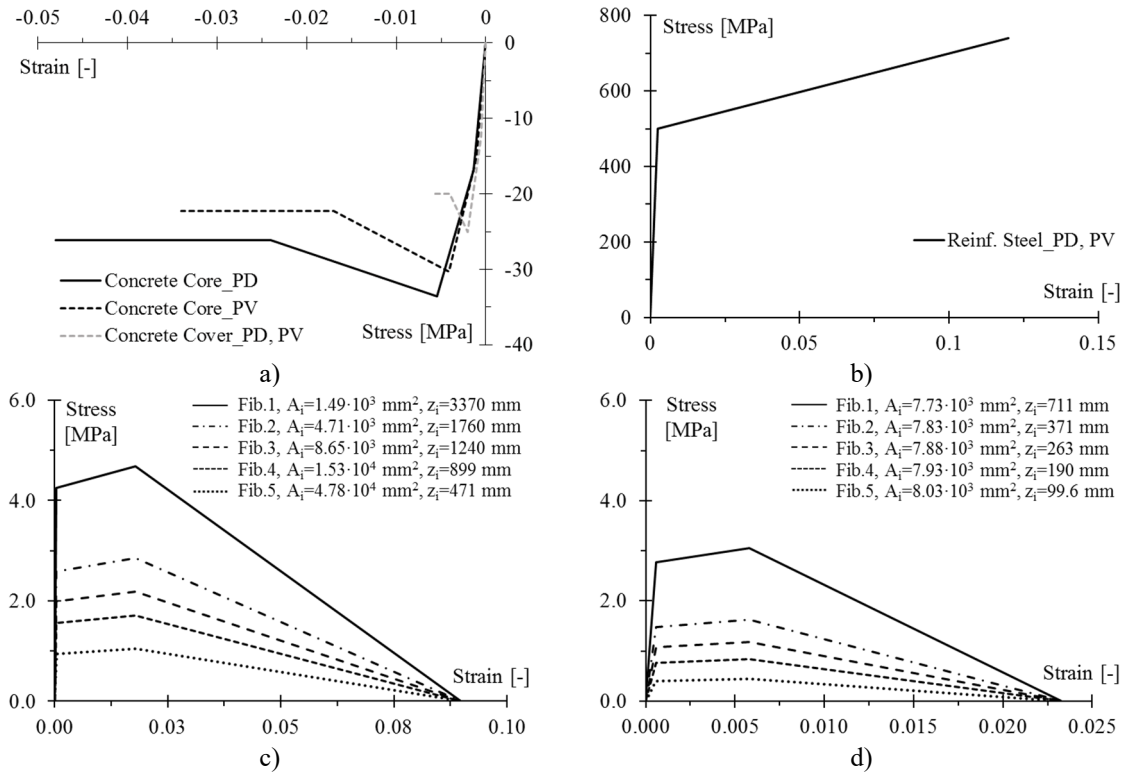 -0.05 -0.04 -0.03 -0.02 -0.01 0
0
Strain [-]
-10
-20
-30
-40
Concrete Core_PD
Concrete Core_PV
Concrete Cover_PD, PV
Stress [MPa]
a)
800
Stress [MPa]
600
400
200
Reinf. Steel_PD, PV
Strain [-]
0
0 0.05 0.1 0.15
b)
6.0
Stress
[MPa]
Fib.1, Aᵢ=1.49·10³ mm², zᵢ=3370 mm
Fib.2, Aᵢ=4.71·10³ mm², zᵢ=1760 mm
Fib.3, Aᵢ=8.65·10³ mm², zᵢ=1240 mm
Fib.4, Aᵢ=1.53·10⁴ mm², zᵢ=899 mm
Fib.5, Aᵢ=4.78·10⁴ mm², zᵢ=471 mm
4.0
2.0
Strain [-]
0.0
0.00 0.03 0.05 0.08 0.10
c)
6.0
Stress
[MPa]
Fib.1, Aᵢ=7.73·10³ mm², zᵢ=711 mm
Fib.2, Aᵢ=7.83·10³ mm², zᵢ=371 mm
Fib.3, Aᵢ=7.88·10³ mm², zᵢ=263 mm
Fib.4, Aᵢ=7.93·10³ mm², zᵢ=190 mm
Fib.5, Aᵢ=8.03·10³ mm², zᵢ=99.6 mm
4.0
2.0
Strain [-]
0.0
0.000 0.005 0.010 0.015 0.020 0.025
d)